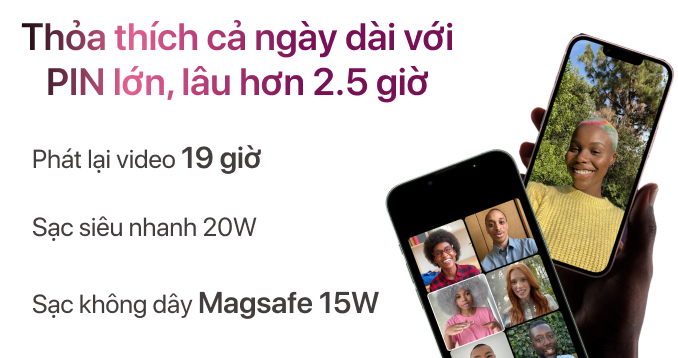 Thỏa thích cả ngày dài với
PIN lớn, lâu hơn 2.5 giờ
Phát lại video 19 giờ
Sạc siêu nhanh 20W
Sạc không dây Magsafe 15W